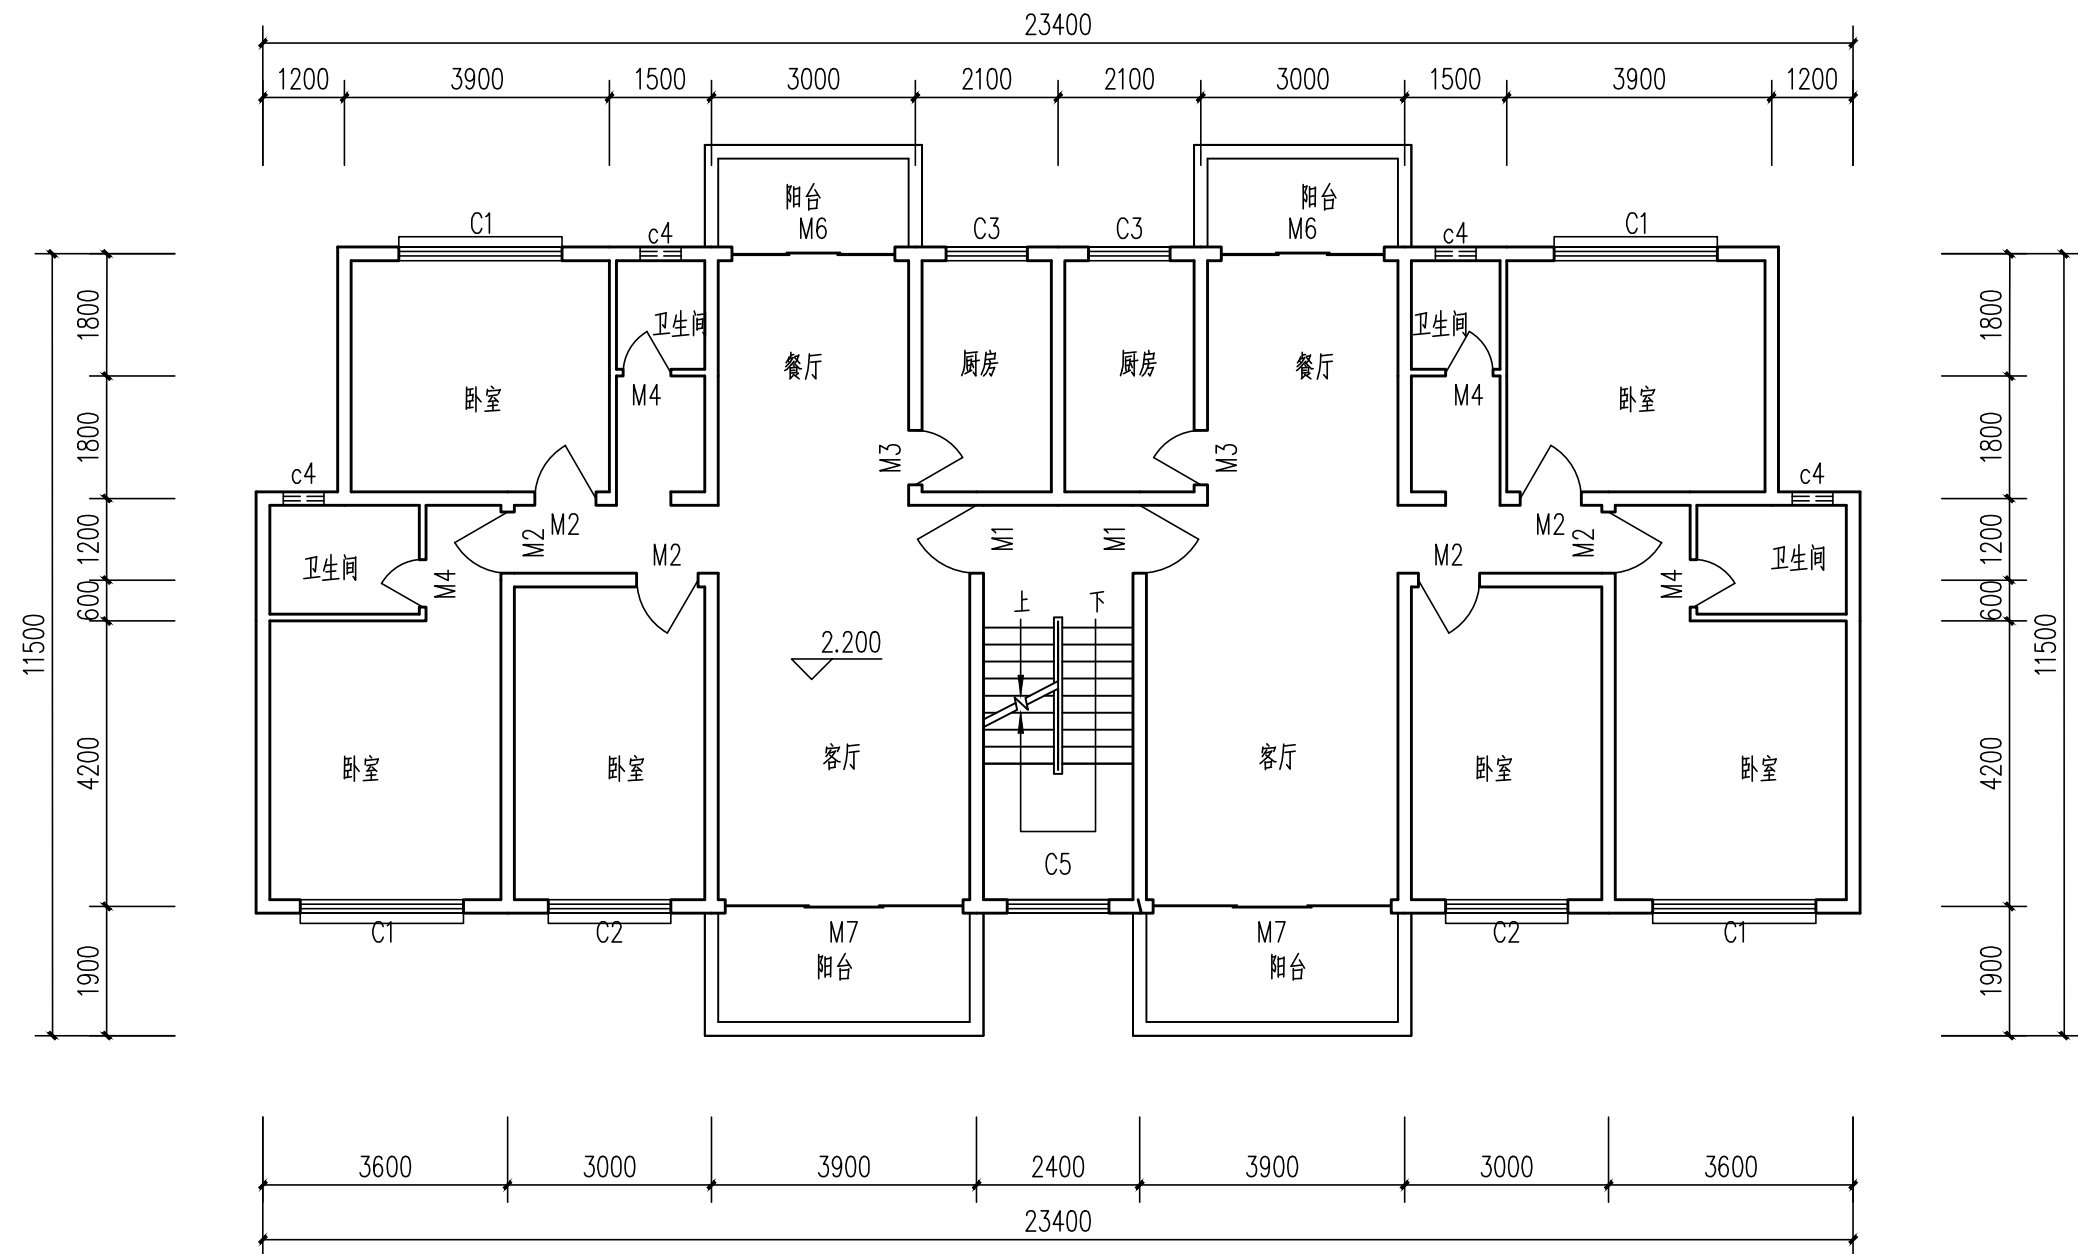 23400
1200 3900 1500 3000 2100 2100 3000 1500 3900 1200
阳台 阳台
C1 c4 M6 C3 C3 M6 c4 C1
1800 1800
卫生间 卫生间
餐厅 厨房 厨房 餐厅
卧室 M4 M4 卧室
1800 M3 M3 1800
c4 c4
M2 M2
1200 M2 M1 M1 M2 1200
M2 M2
卫生间 卫生间
M4 M4
600 上 下 600
11500 2.200 11500
4200 卧室 卧室 客厅 客厅 卧室 卧室 4200
C5
C1 C2 M7 M7 C2 C1
阳台 阳台
1900 1900
3600 3000 3900 2400 3900 3000 3600
23400